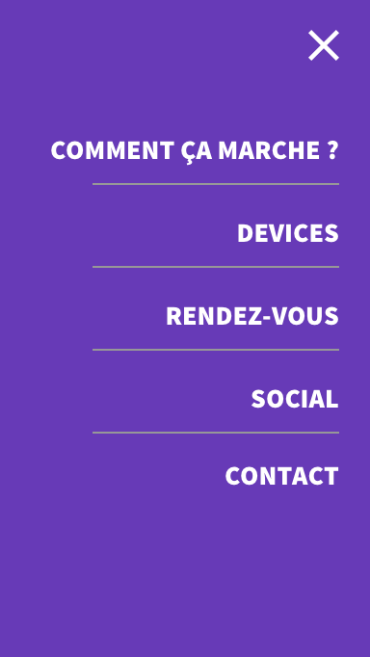 COMMENT ÇA MARCHE ?
DEVICES
RENDEZ-VOUS
SOCIAL
CONTACT